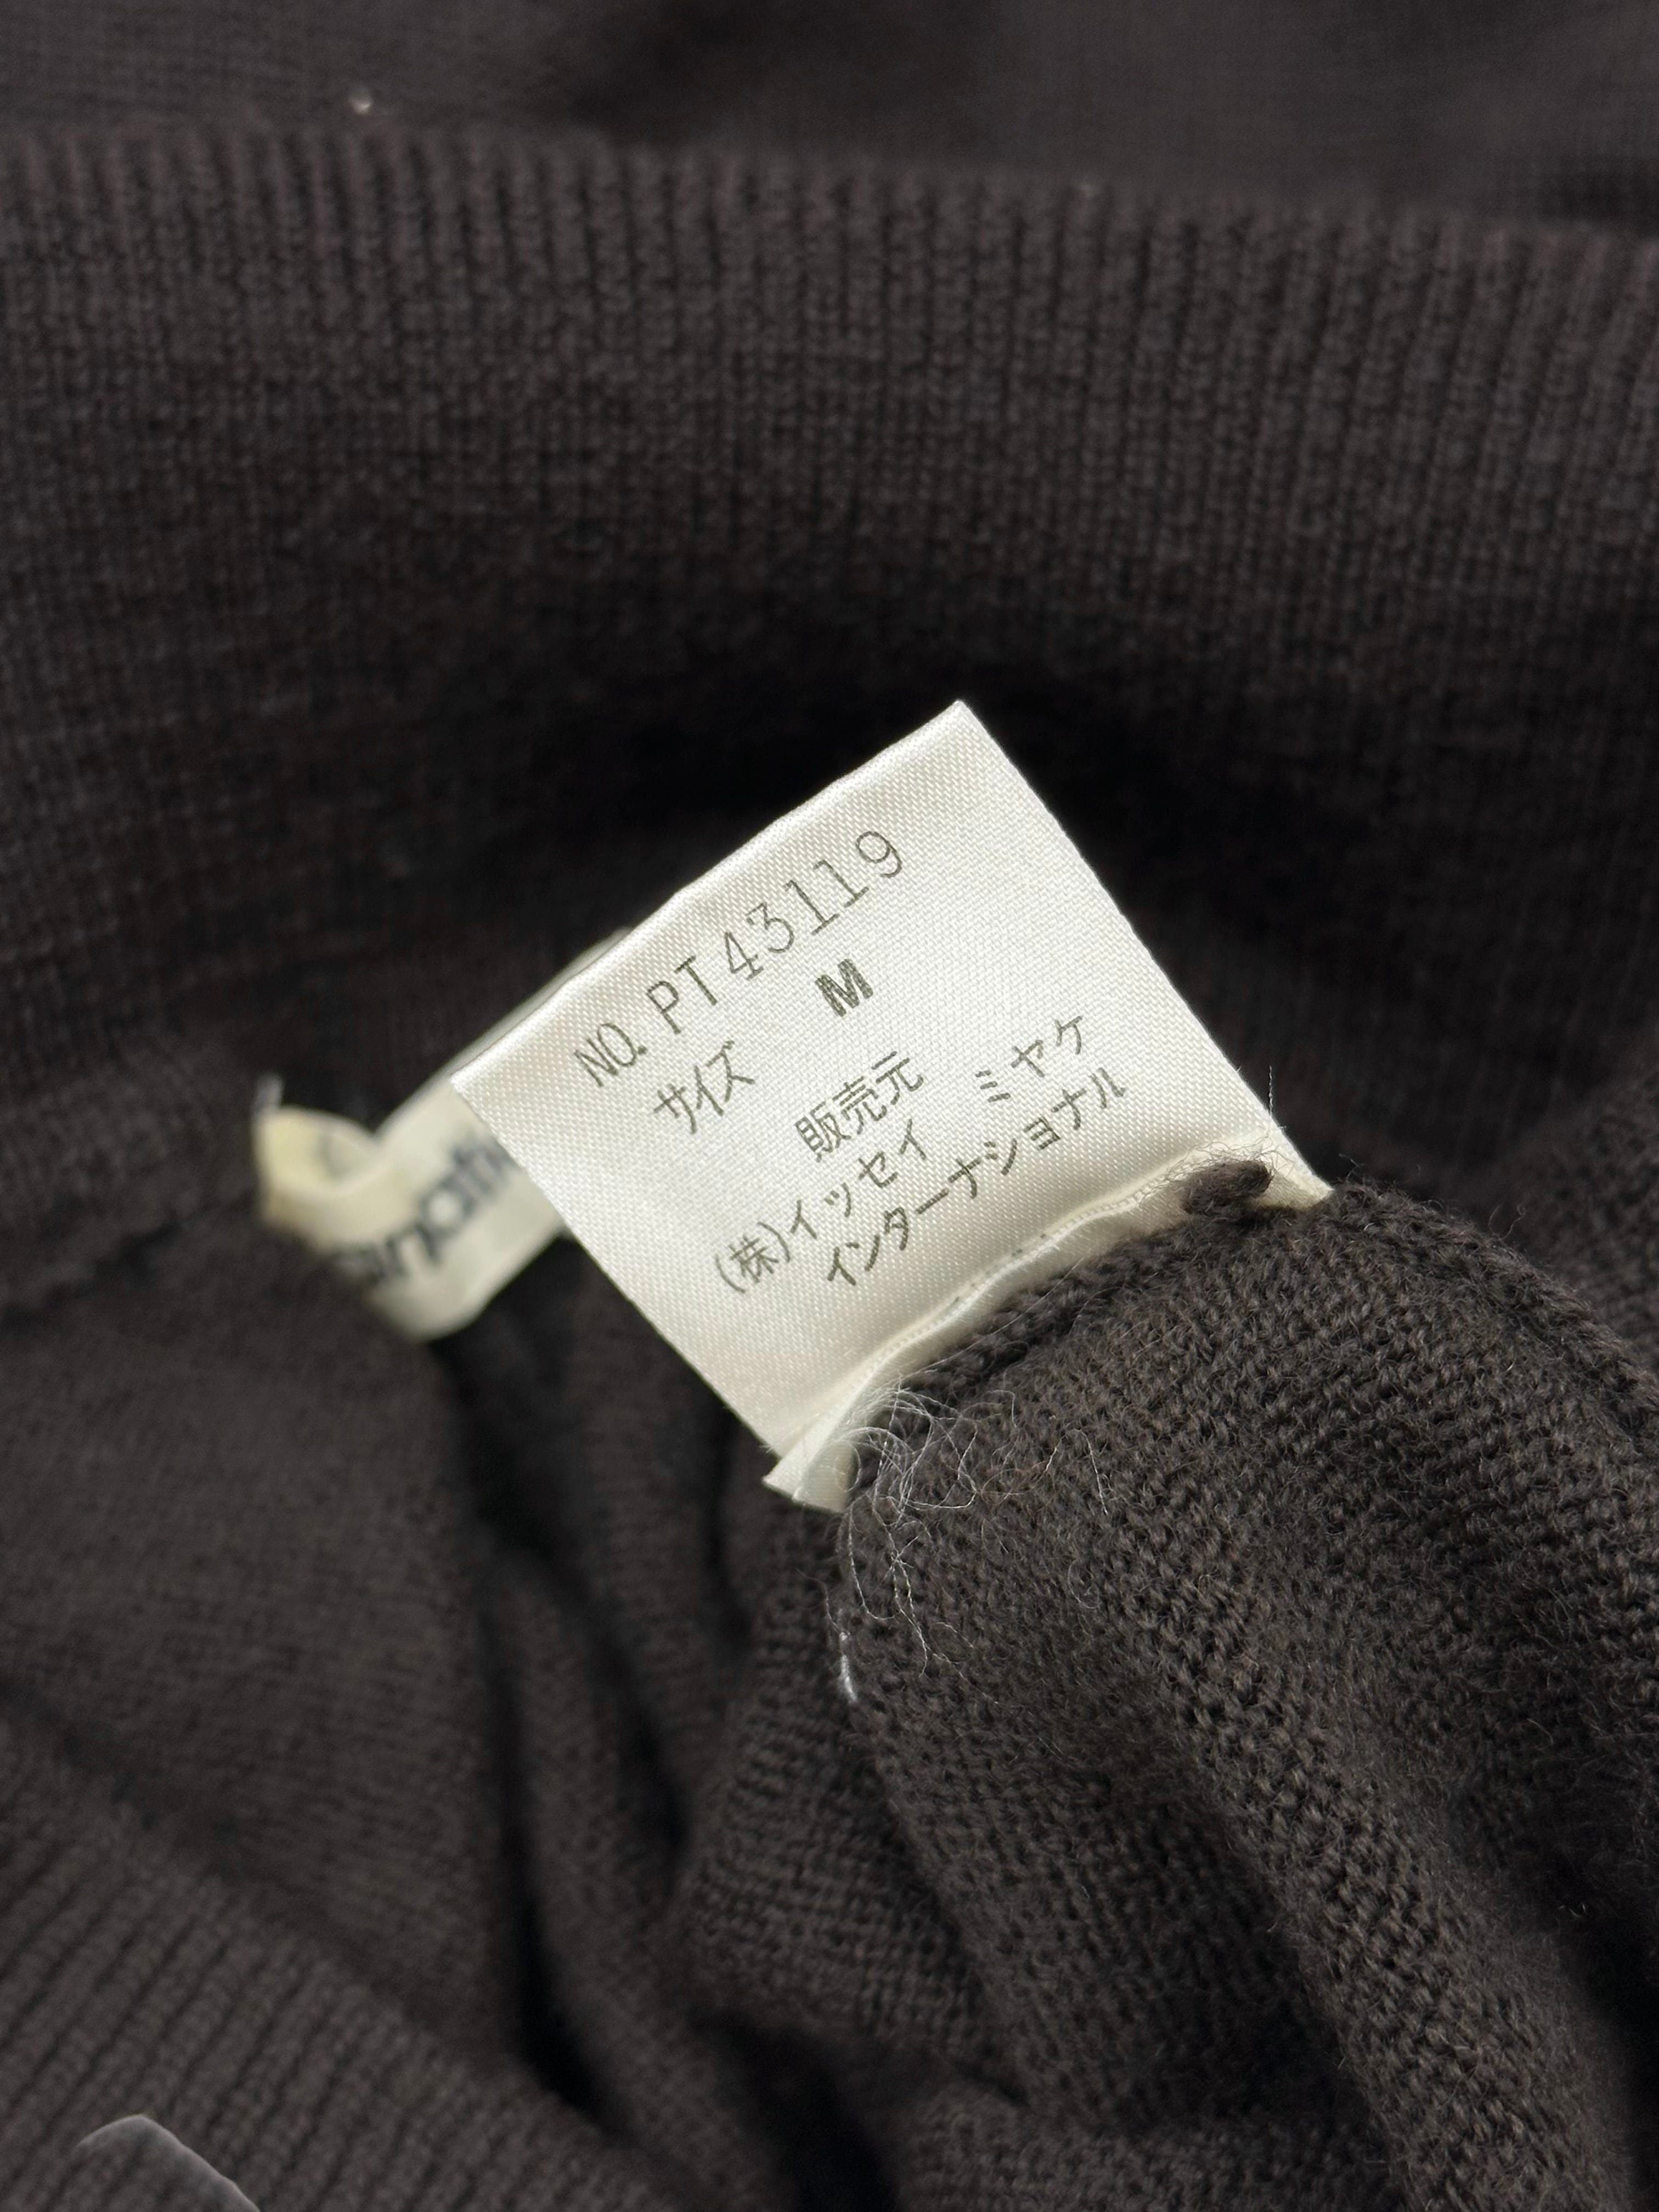 NO. PT43119
サイズ M
販売元
(株)イッセイ ミヤケ
インターナショナル